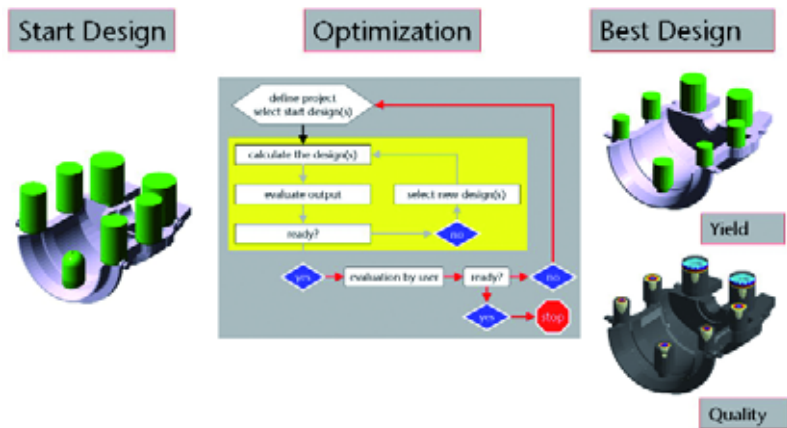 Start Design
Optimization
Best Design
define project
select start design(s)
calculate the design(s)
evaluate output
select new design(s)
ready?
no
yes
evaluation by user
ready?
no
yes
stop
Yield
Quality